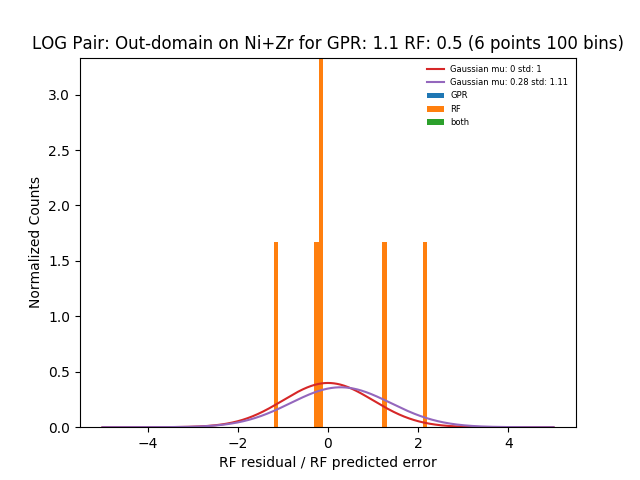 LOG Pair: Out-domain on Ni+Zr for GPR: 1.1 RF: 0.5 (6 points 100 bins)
Gaussian mu: 0 std: 1
Gaussian mu: 0.28 std: 1.11
GPR
RF
both
Normalized Counts
3.0
2.5
2.0
1.5
1.0
0.5
0.0
−4 −2 0 2 4
RF residual / RF predicted error